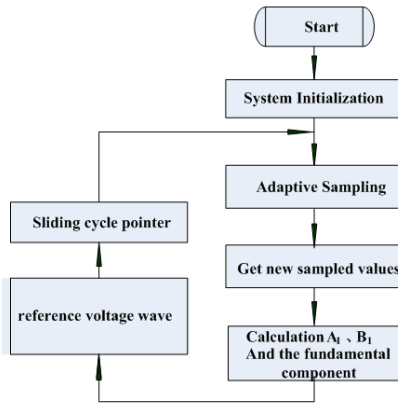 Start
System Initialization
Adaptive Sampling
Get new sampled values
Calculation A₁、B₁
And the fundamental
component
reference voltage wave
Sliding cycle pointer